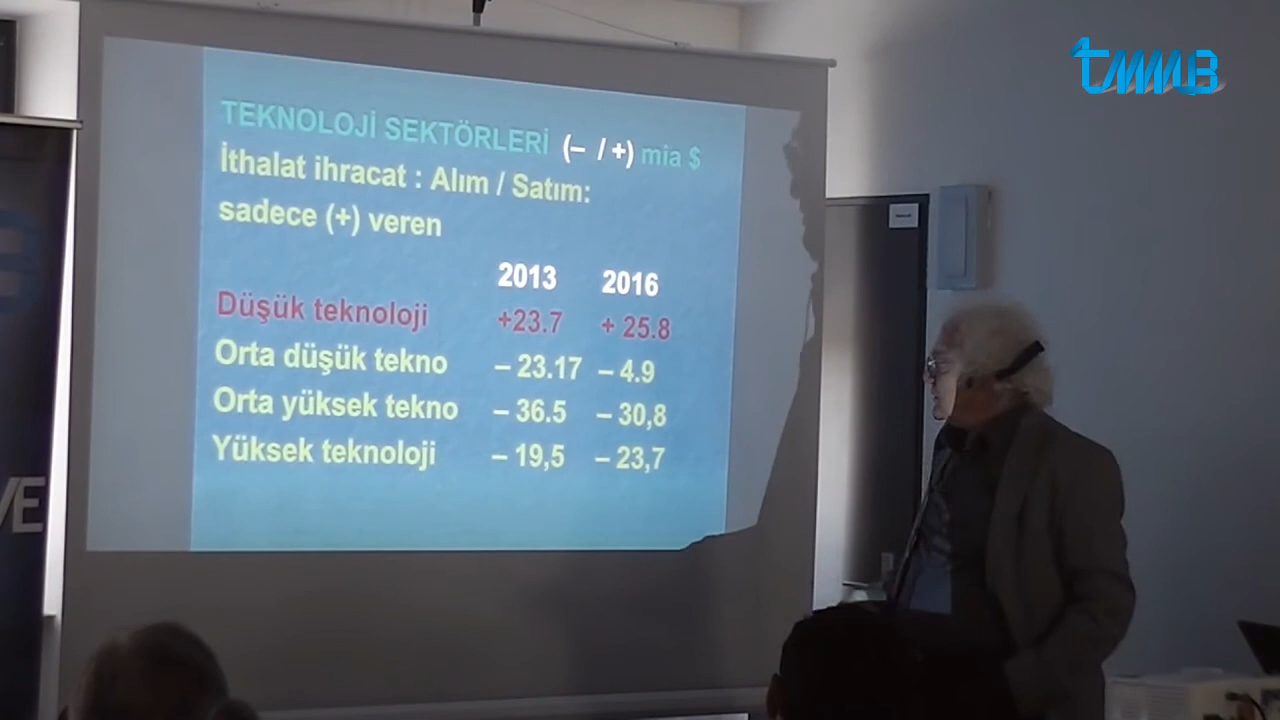 tmmB
TEKNOLOJİ SEKTÖRLERİ (– / +) mia $
İthalat ihracat : Alım / Satım:
sadece (+) veren
2013 2016
Düşük teknoloji +23.7 + 25.8
Orta düşük tekno – 23.17 – 4.9
Orta yüksek tekno – 36.5 – 30,8
Yüksek teknoloji – 19,5 – 23,7
VE